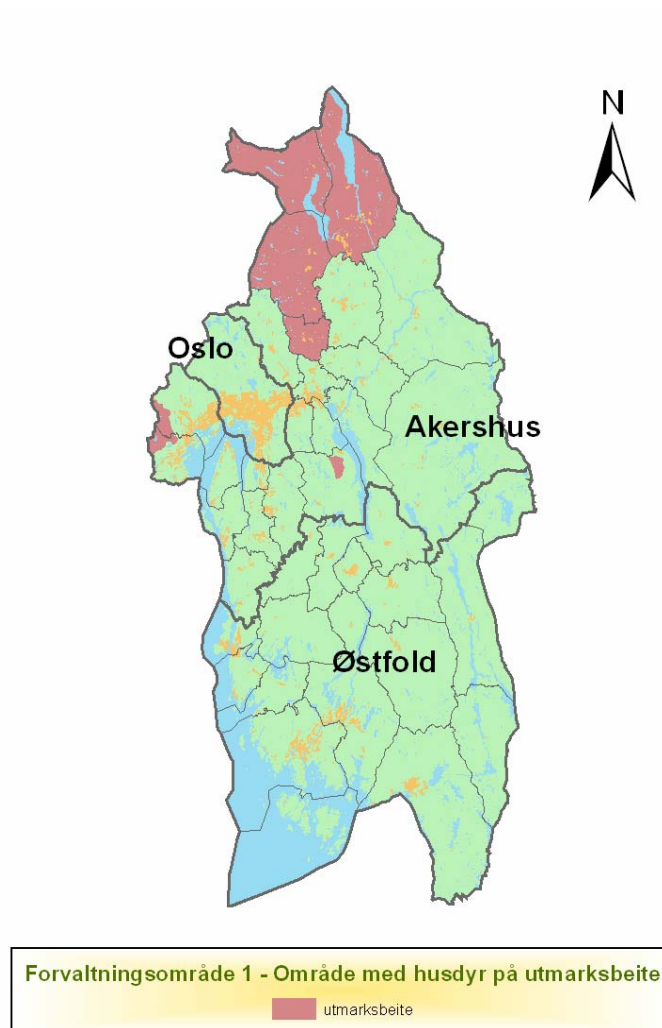 N
Oslo
Akershus
Østfold
Forvaltningsområde 1 - Område med husdyr på utmarksbeite
utmarksbeite